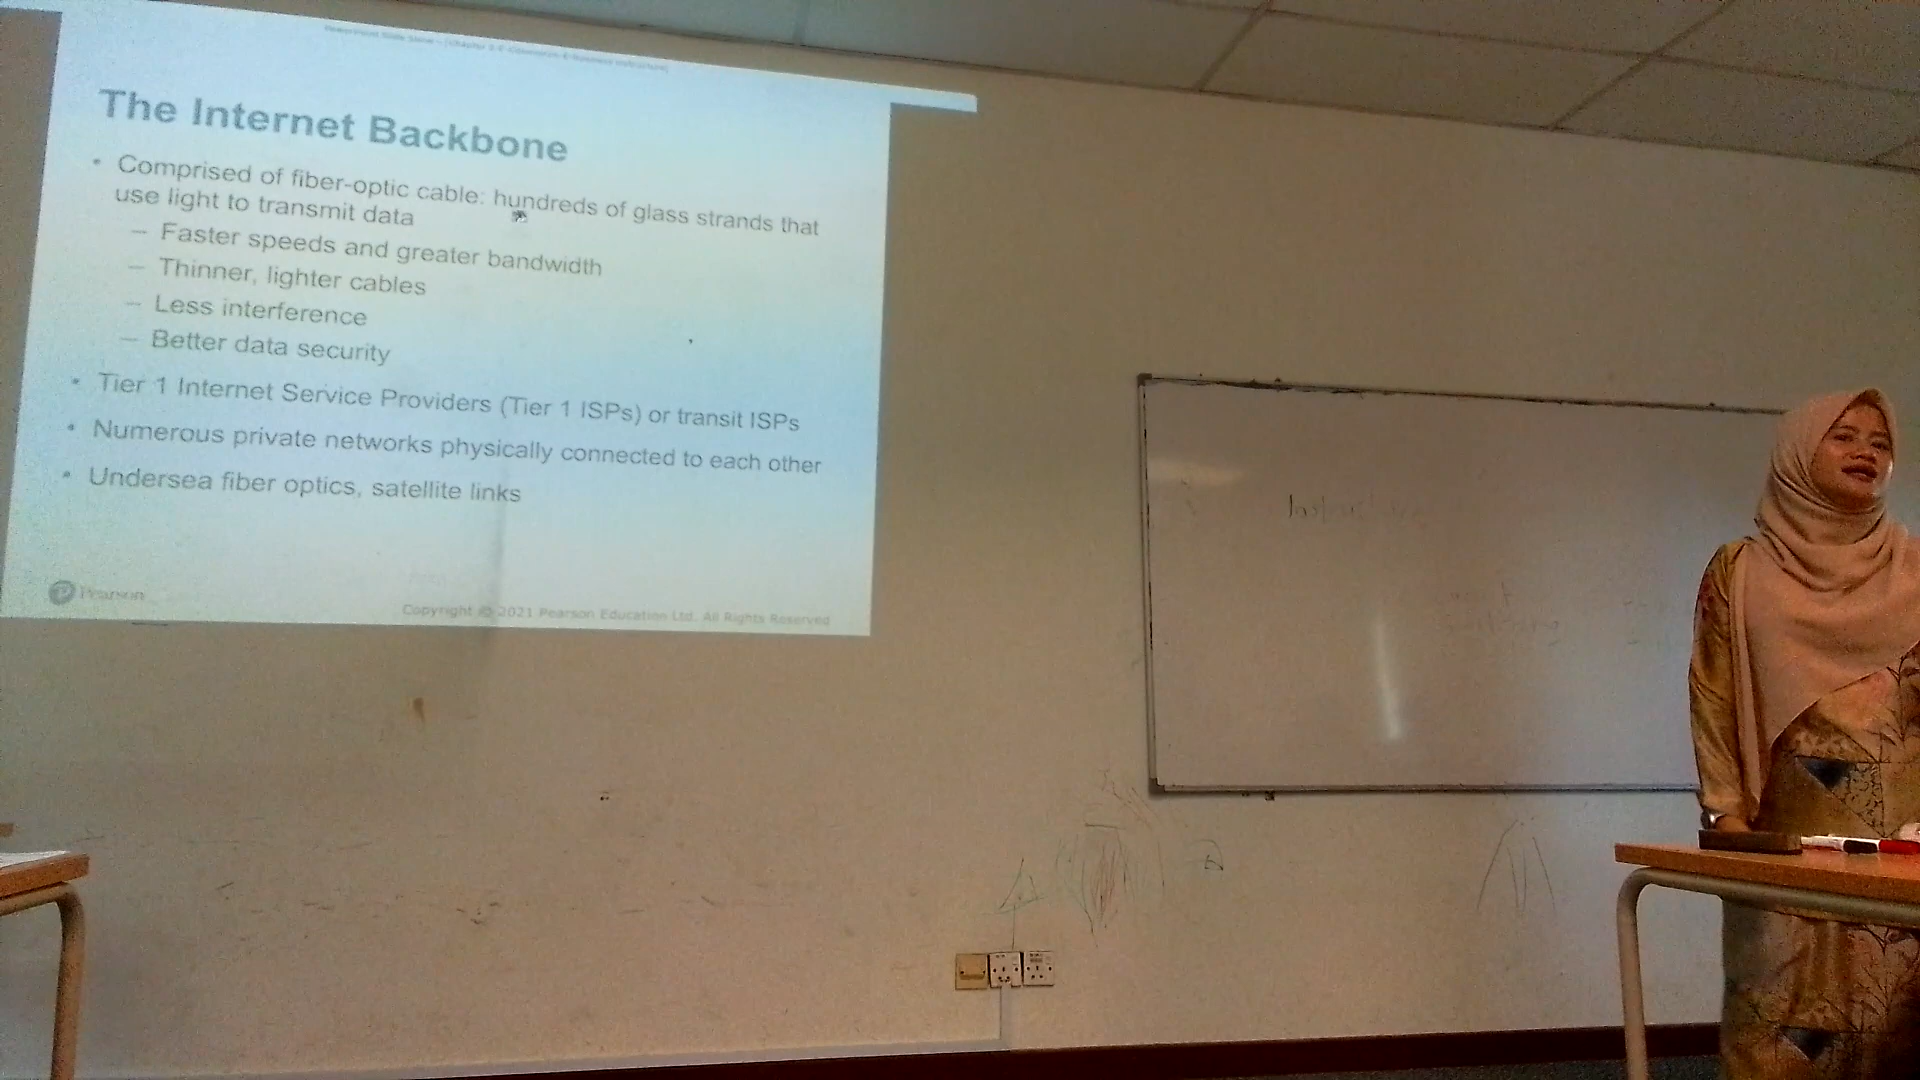 The Internet Backbone
• Comprised of fiber-optic cable: hundreds of glass strands that
use light to transmit data
– Faster speeds and greater bandwidth
– Thinner, lighter cables
– Less interference
– Better data security
• Tier 1 Internet Service Providers (Tier 1 ISPs) or transit ISPs
• Numerous private networks physically connected to each other
• Undersea fiber optics, satellite links
Pearson
Copyright © 2021 Pearson Education Ltd. All Rights Reserved